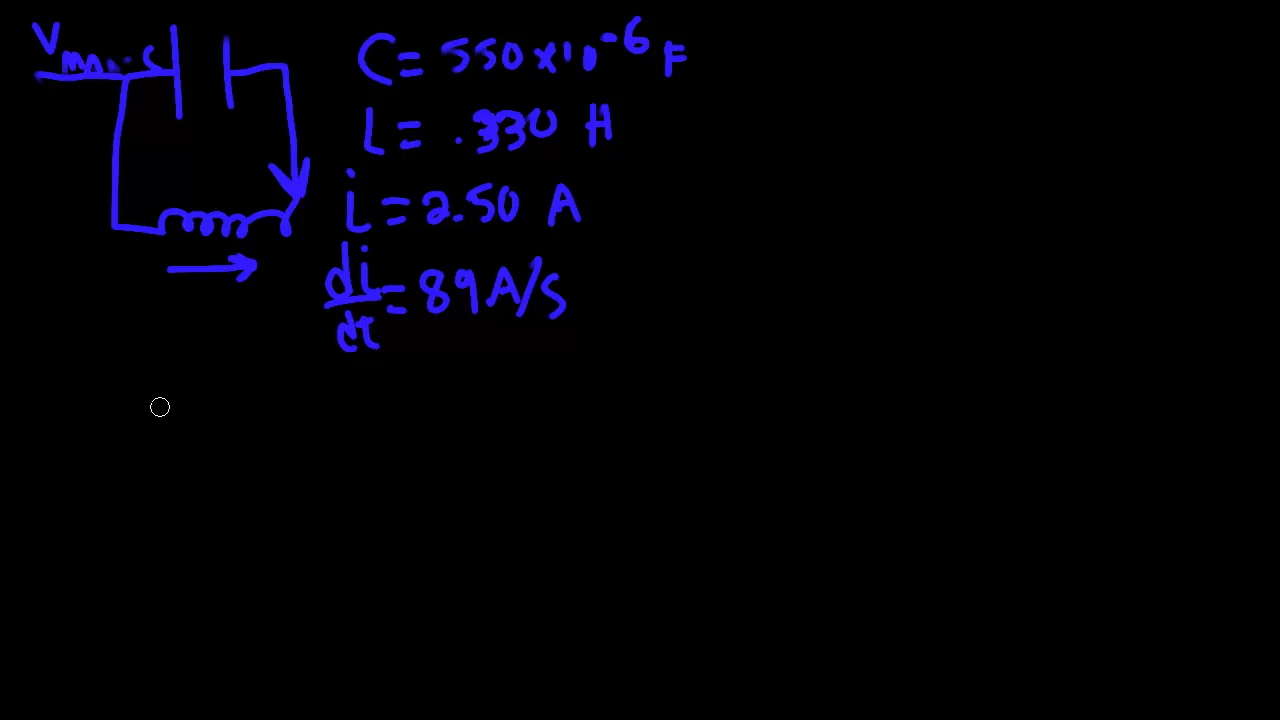 C = 550 x 10^-6 F
L = .330 H
i = 2.50 A
di/dt = 89 A/S